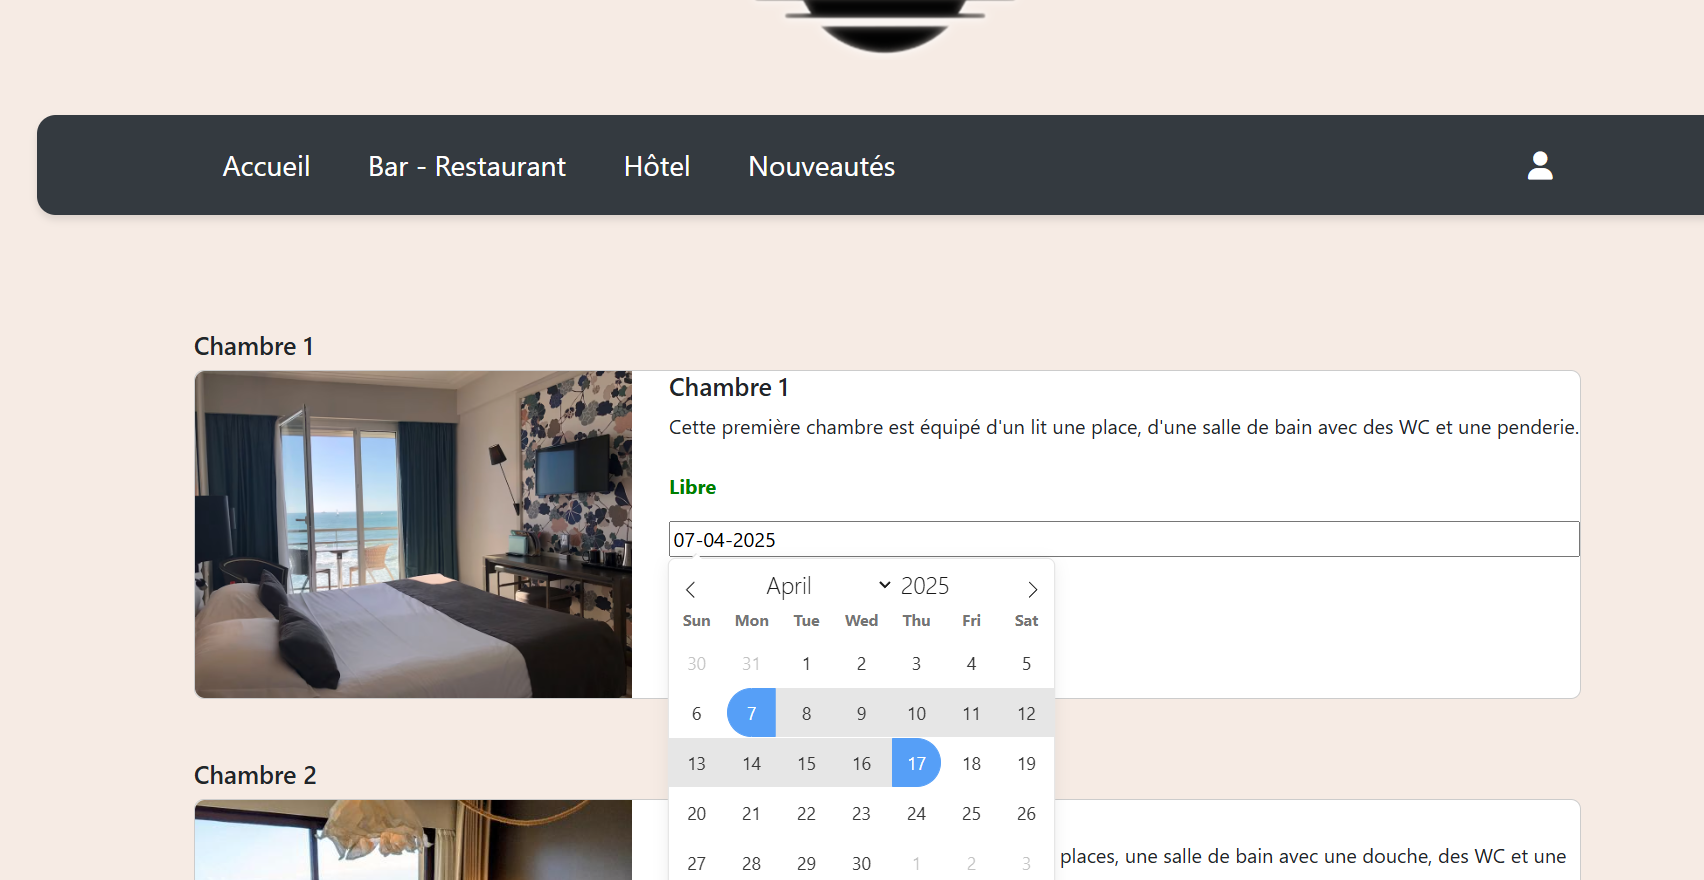 Accueil Bar - Restaurant Hôtel Nouveautés
Chambre 1
Chambre 1
Cette première chambre est équipé d'un lit une place, d'une salle de bain avec des WC et une penderie.
Libre
07-04-2025
April 2025
Sun Mon Tue Wed Thu Fri Sat
30 31 1 2 3 4 5
6 7 8 9 10 11 12
13 14 15 16 17 18 19
20 21 22 23 24 25 26
27 28 29 30 1 2 3
Chambre 2
places, une salle de bain avec une douche, des WC et une